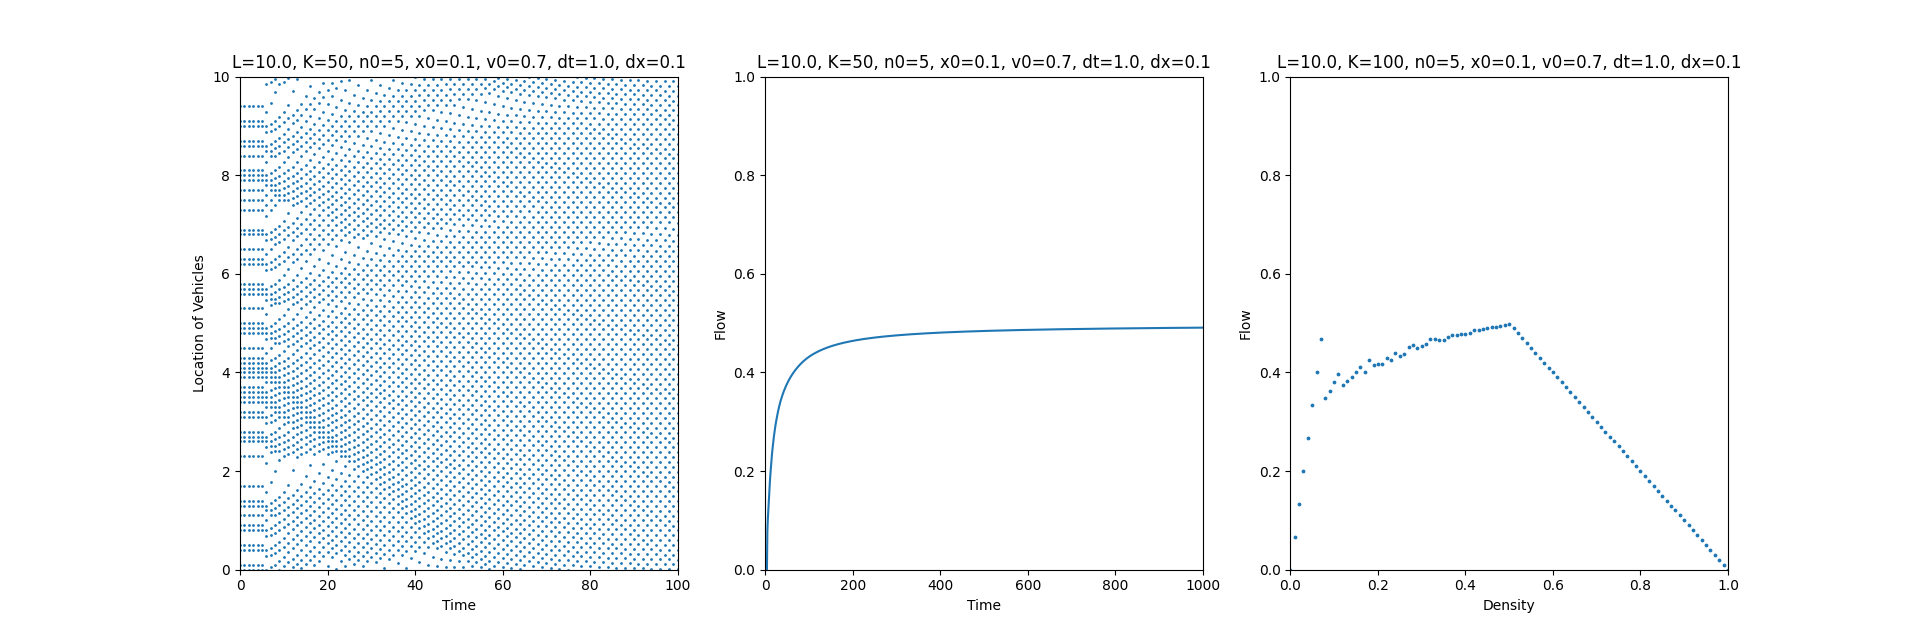 L=10.0, K=50, n0=5, x0=0.1, v0=0.7, dt=1.0, dx=0.1
10
8
6
4
2
0
Location of Vehicles
0 20 40 60 80 100
Time
L=10.0, K=50, n0=5, x0=0.1, v0=0.7, dt=1.0, dx=0.1
1.0
0.8
0.6
0.4
0.2
0.0
Flow
0 200 400 600 800 1000
Time
L=10.0, K=100, n0=5, x0=0.1, v0=0.7, dt=1.0, dx=0.1
1.0
0.8
0.6
0.4
0.2
0.0
Flow
0.0 0.2 0.4 0.6 0.8 1.0
Density